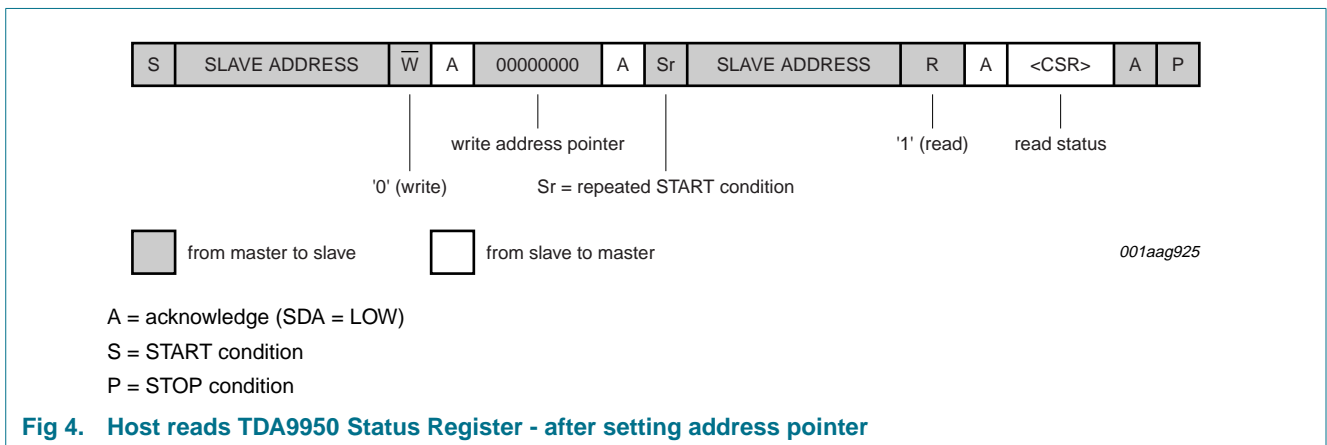 S SLAVE ADDRESS W̅ A 00000000 A Sr SLAVE ADDRESS R A <CSR> A P
write address pointer '1' (read) read status
'0' (write) Sr = repeated START condition
from master to slave from slave to master 001aag925
A = acknowledge (SDA = LOW)
S = START condition
P = STOP condition
Fig 4. Host reads TDA9950 Status Register - after setting address pointer